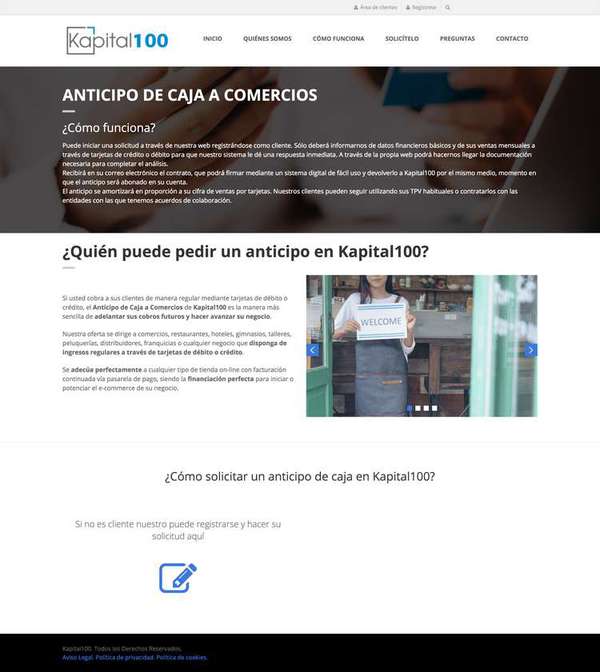 Área de clientes Registrarse
Kapital100
INICIO QUIÉNES SOMOS CÓMO FUNCIONA SOLICÍTELO PREGUNTAS CONTACTO
ANTICIPO DE CAJA A COMERCIOS
¿Cómo funciona?
Puede iniciar una solicitud a través de nuestra web registrándose como cliente. Sólo deberá informarnos de datos financieros básicos y de sus ventas mensuales a
través de tarjetas de crédito o débito para que nuestro sistema le dé una respuesta inmediata. A través de la propia web podrá hacernos llegar la documentación
necesaria para completar el análisis.
Recibirá en su correo electrónico el contrato, que podrá firmar mediante un sistema digital de fácil uso y devolverlo a Kapital100 por el mismo medio, momento en
que el anticipo será abonado en su cuenta.
El anticipo se amortizará en proporción a su cifra de ventas por tarjetas. Nuestros clientes pueden seguir utilizando sus TPV habituales o contratarlos con las
entidades con las que tenemos acuerdos de colaboración.
¿Quién puede pedir un anticipo en Kapital100?
Si usted cobra a sus clientes de manera regular mediante tarjetas de débito o
crédito, el Anticipo de Caja a Comercios de Kapital100 es la manera más
sencilla de adelantar sus cobros futuros y hacer avanzar su negocio.
Nuestra oferta se dirige a comercios, restaurantes, hoteles, gimnasios, talleres,
peluquerías, distribuidores, franquicias o cualquier negocio que disponga de
ingresos regulares a través de tarjetas de débito o crédito.
Se adecúa perfectamente a cualquier tipo de tienda on-line con facturación
continuada vía pasarela de pago, siendo la financiación perfecta para iniciar o
potenciar el e-commerce de su negocio.
WELCOME
¿Cómo solicitar un anticipo de caja en Kapital100?
Si no es cliente nuestro puede registrarse y hacer su
solicitud aquí
Kapital100. Todos los Derechos Reservados.
Aviso Legal. Política de privacidad. Política de cookies.